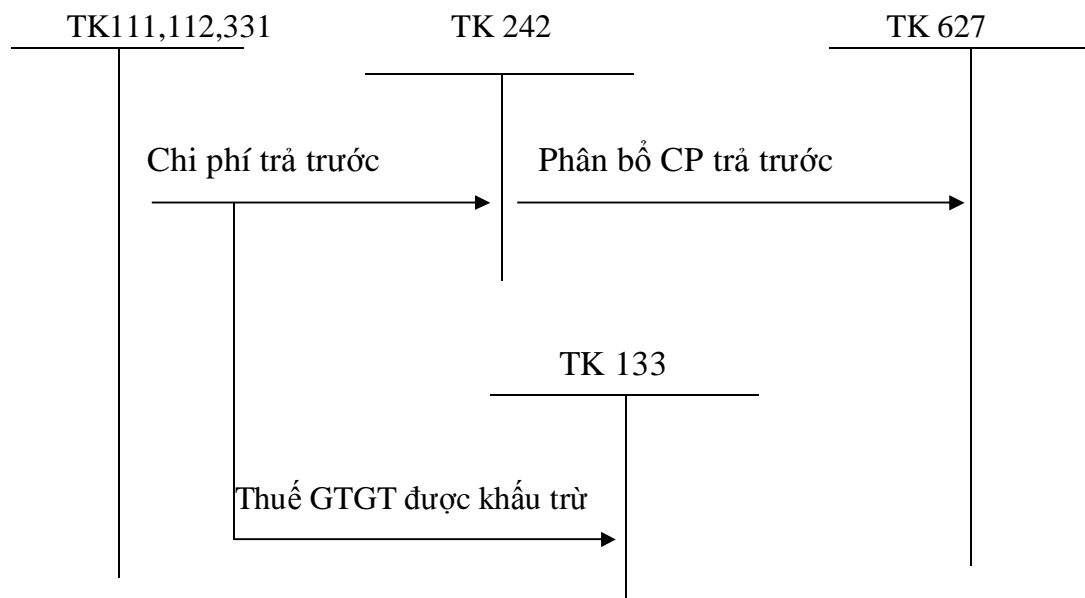 TK111,112,331
TK 242
TK 627
Chi phí trả trước
Phân bổ CP trả trước
TK 133
Thuế GTGT được khấu trừ